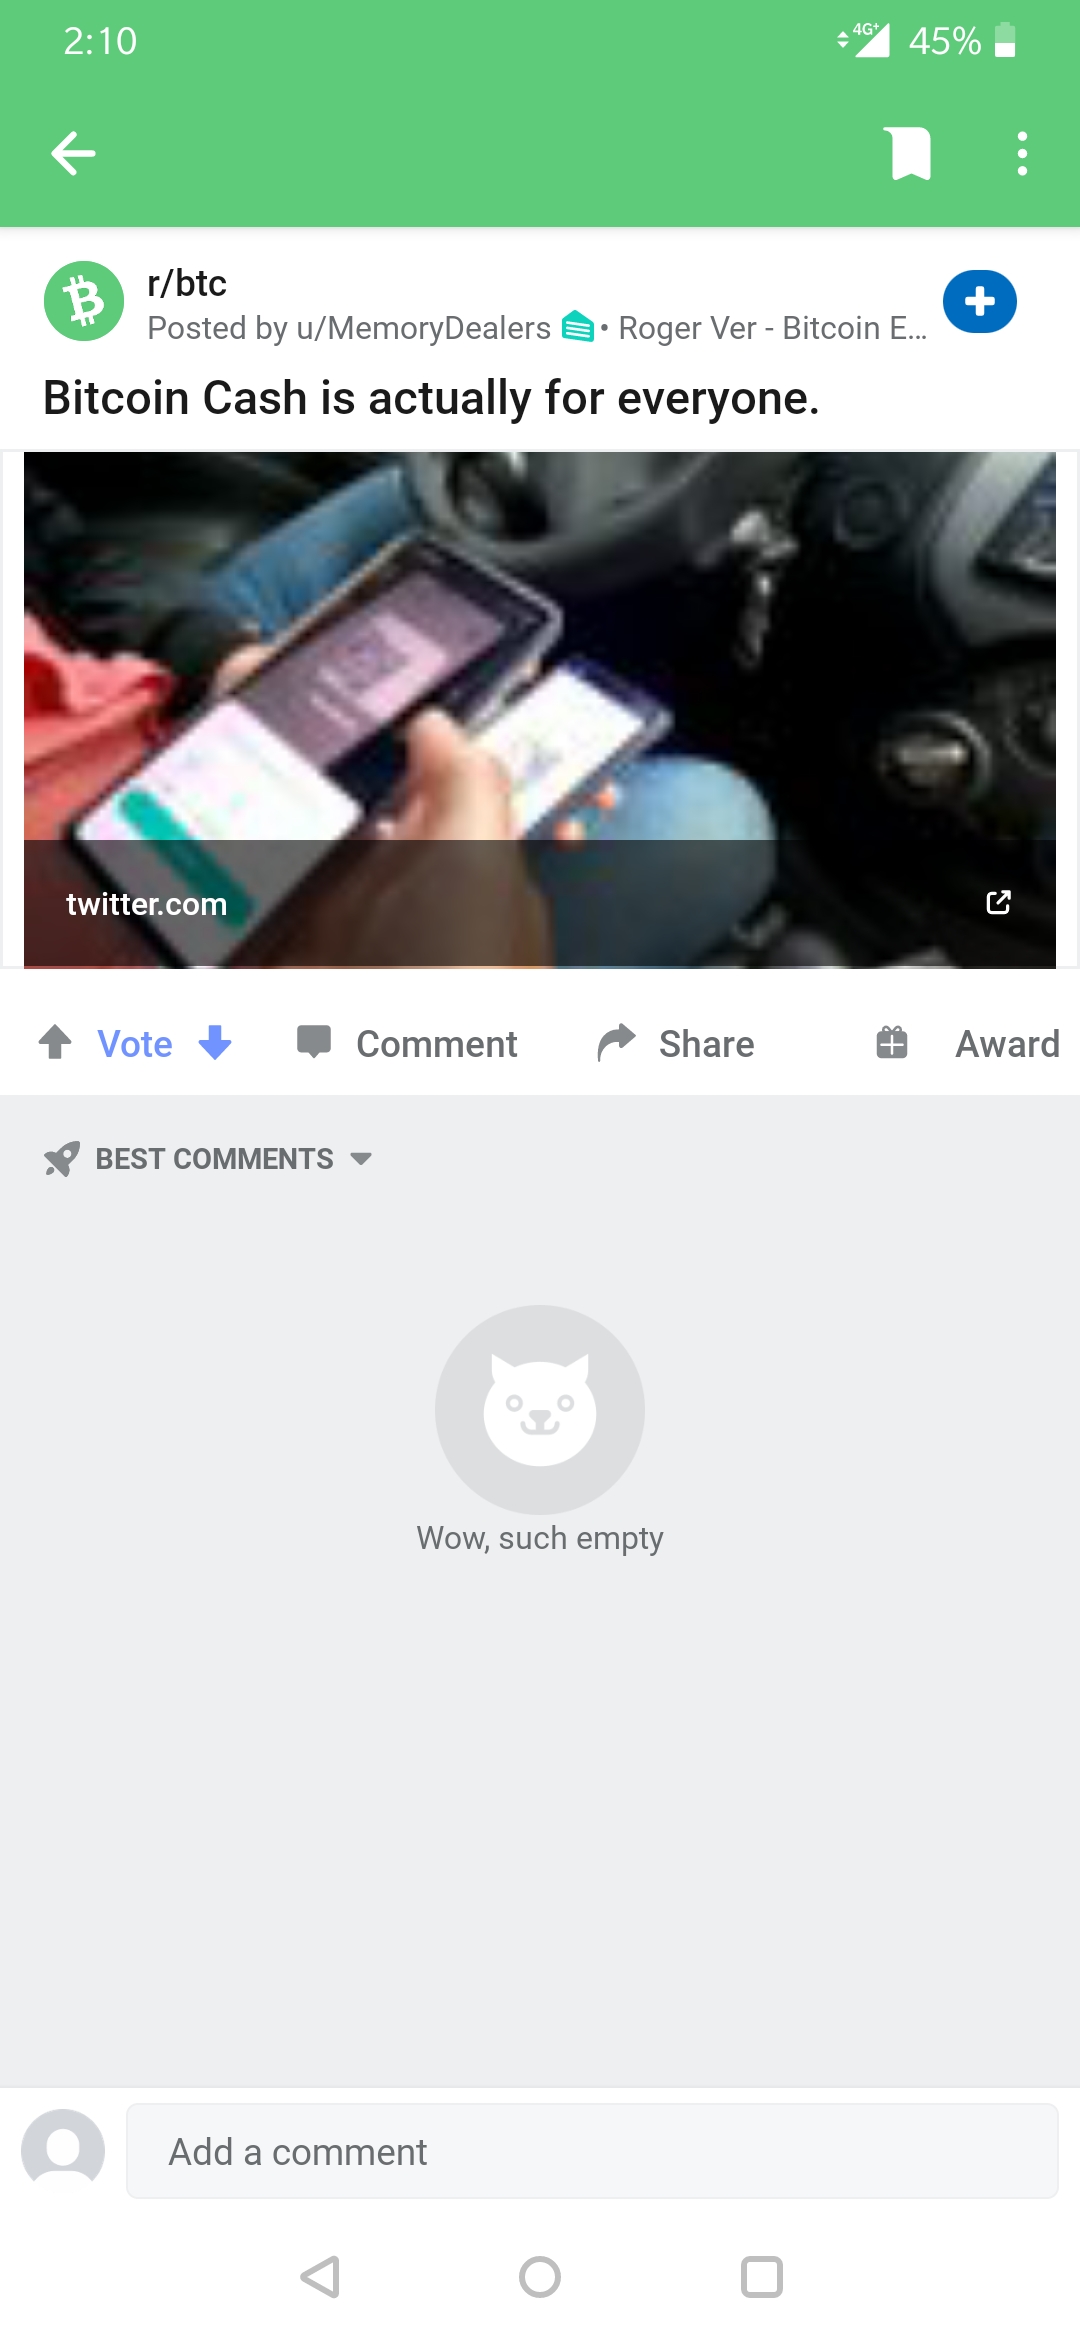 2:10 4G+ 45%
r/btc
Posted by u/MemoryDealers • Roger Ver - Bitcoin E...
Bitcoin Cash is actually for everyone.
twitter.com
Vote Comment Share Award
BEST COMMENTS
Wow, such empty
Add a comment